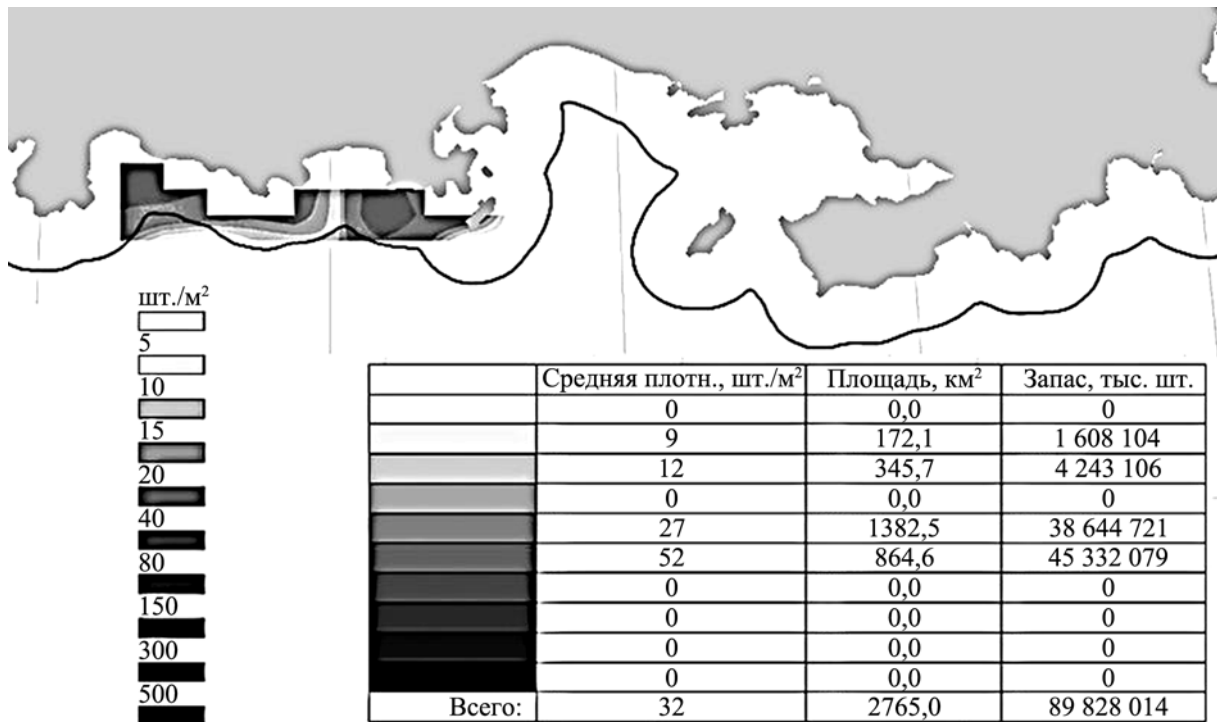 шт./м²
5
10
15
20
40
80
150
300
500
Средняя плотн., шт./м² Площадь, км² Запас, тыс. шт.
0 0,0 0
9 172,1 1 608 104
12 345,7 4 243 106
0 0,0 0
27 1382,5 38 644 721
52 864,6 45 332 079
0 0,0 0
0 0,0 0
0 0,0 0
0 0,0 0
Всего: 32 2765,0 89 828 014